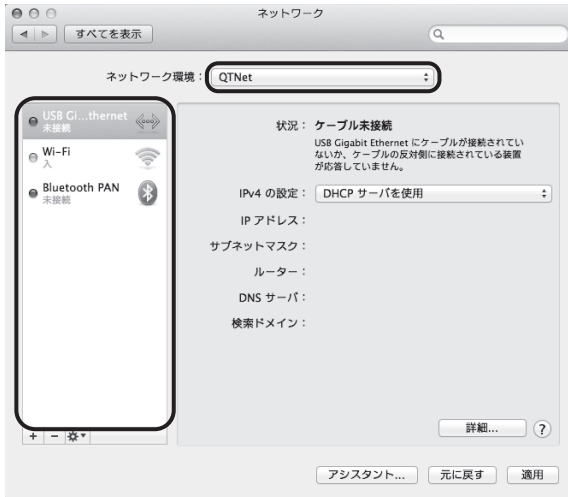 ネットワーク
すべてを表示
ネットワーク環境： QTNet
USB Gi...thernet
未接続
Wi-Fi
入
Bluetooth PAN
未接続
状況： ケーブル未接続
USB Gigabit Ethernet にケーブルが接続されてい
ないか、ケーブルの反対側に接続されている装置
が応答していません。
IPv4 の設定： DHCP サーバを使用
IP アドレス：
サブネットマスク：
ルーター：
DNS サーバ：
検索ドメイン：
詳細... ?
+ −
アシスタント... 元に戻す 適用